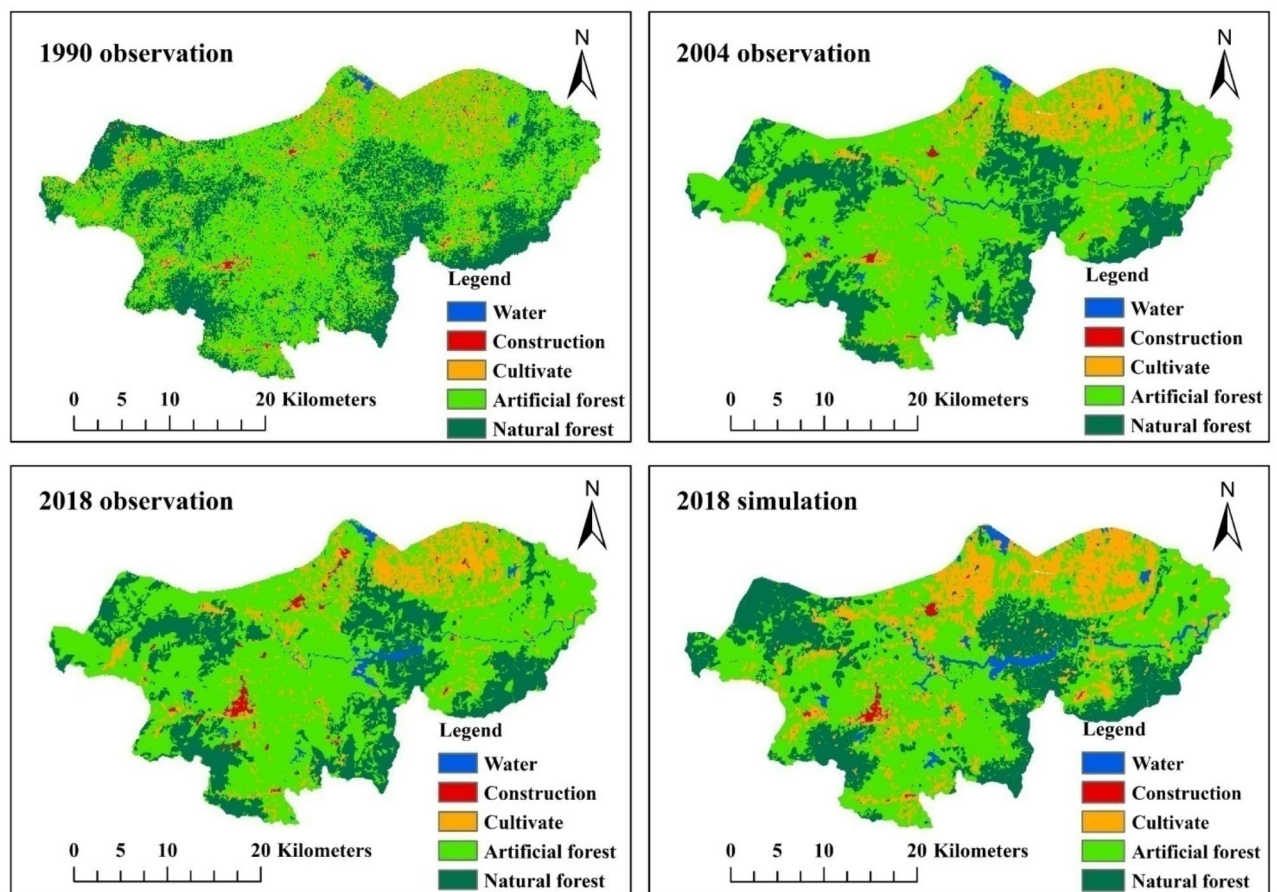 1990 observation
N
Legend
Water
Construction
Cultivate
Artificial forest
Natural forest
0 5 10 20 Kilometers
2004 observation
N
Legend
Water
Construction
Cultivate
Artificial forest
Natural forest
0 5 10 20 Kilometers
2018 observation
N
Legend
Water
Construction
Cultivate
Artificial forest
Natural forest
0 5 10 20 Kilometers
2018 simulation
N
Legend
Water
Construction
Cultivate
Artificial forest
Natural forest
0 5 10 20 Kilometers